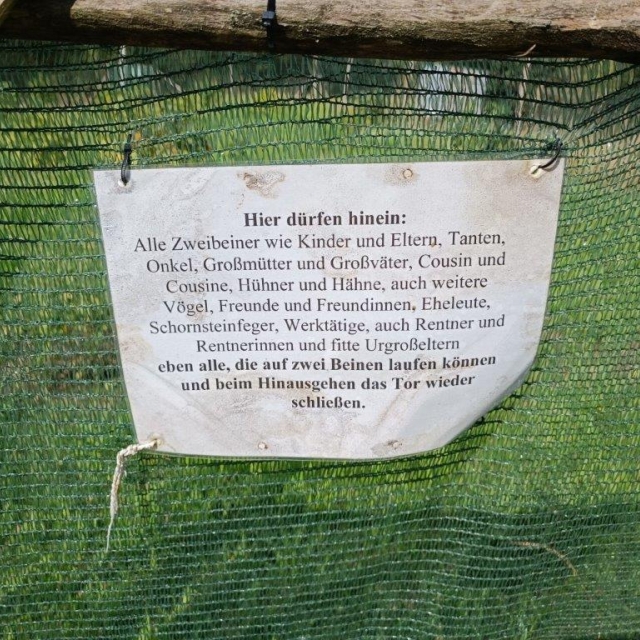 Hier dürfen hinein:
Alle Zweibeiner wie Kinder und Eltern, Tanten,
Onkel, Großmütter und Großväter, Cousin und
Cousine, Hühner und Hähne, auch weitere
Vögel, Freunde und Freundinnen, Eheleute,
Schornsteinfeger, Werktätige, auch Rentner und
Rentnerinnen und fitte Urgroßeltern
eben alle, die auf zwei Beinen laufen können
und beim Hinausgehen das Tor wieder
schließen.